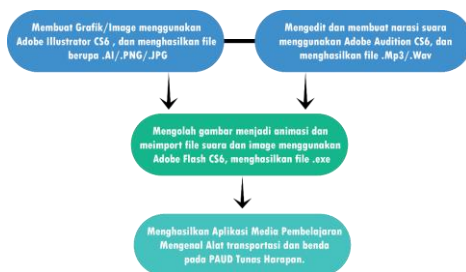 Membuat Grafik/Image menggunakan
Adobe Illustrator CS6 , dan menghasilkan file
berupa .AI/.PNG/.JPG
Mengedit dan membuat narasi suara
menggunakan Adobe Audition CS6, dan
menghasilkan file .Mp3/.Wav
Mengolah gambar menjadi animasi dan
meimport file suara dan image menggunakan
Adobe Flash CS6, menghasilkan file .exe
Menghasilkan Aplikasi Media Pembelajaran
Mengenal Alat transportasi dan benda
pada PAUD Tunas Harapan.